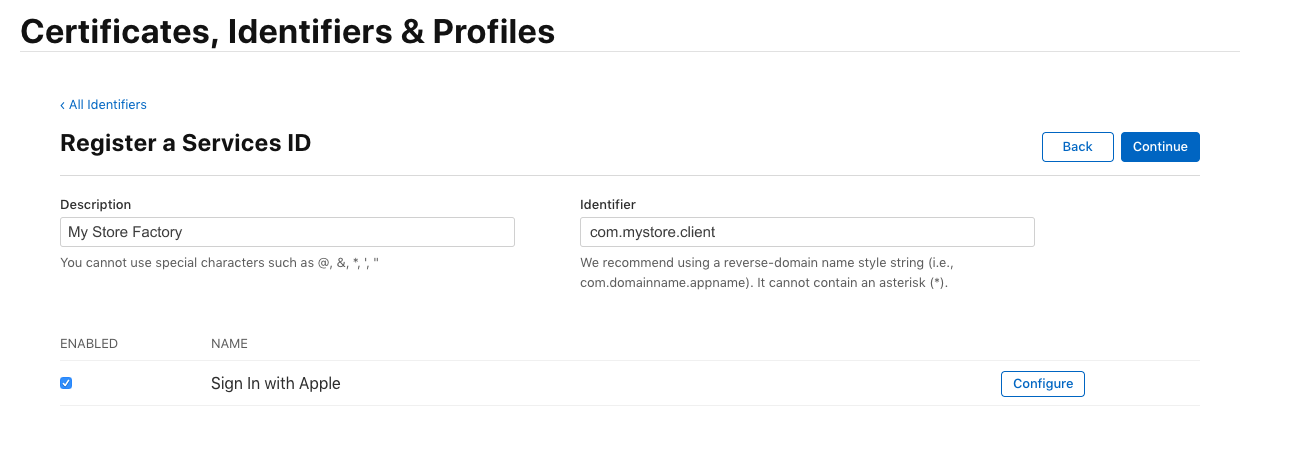 Certificates, Identifiers & Profiles
‹ All Identifiers
Register a Services ID
Back
Continue
Description
Identifier
My Store Factory
com.mystore.client
You cannot use special characters such as @, &, *, ', "
We recommend using a reverse-domain name style string (i.e.,
com.domainname.appname). It cannot contain an asterisk (*).
ENABLED
NAME
Sign In with Apple
Configure